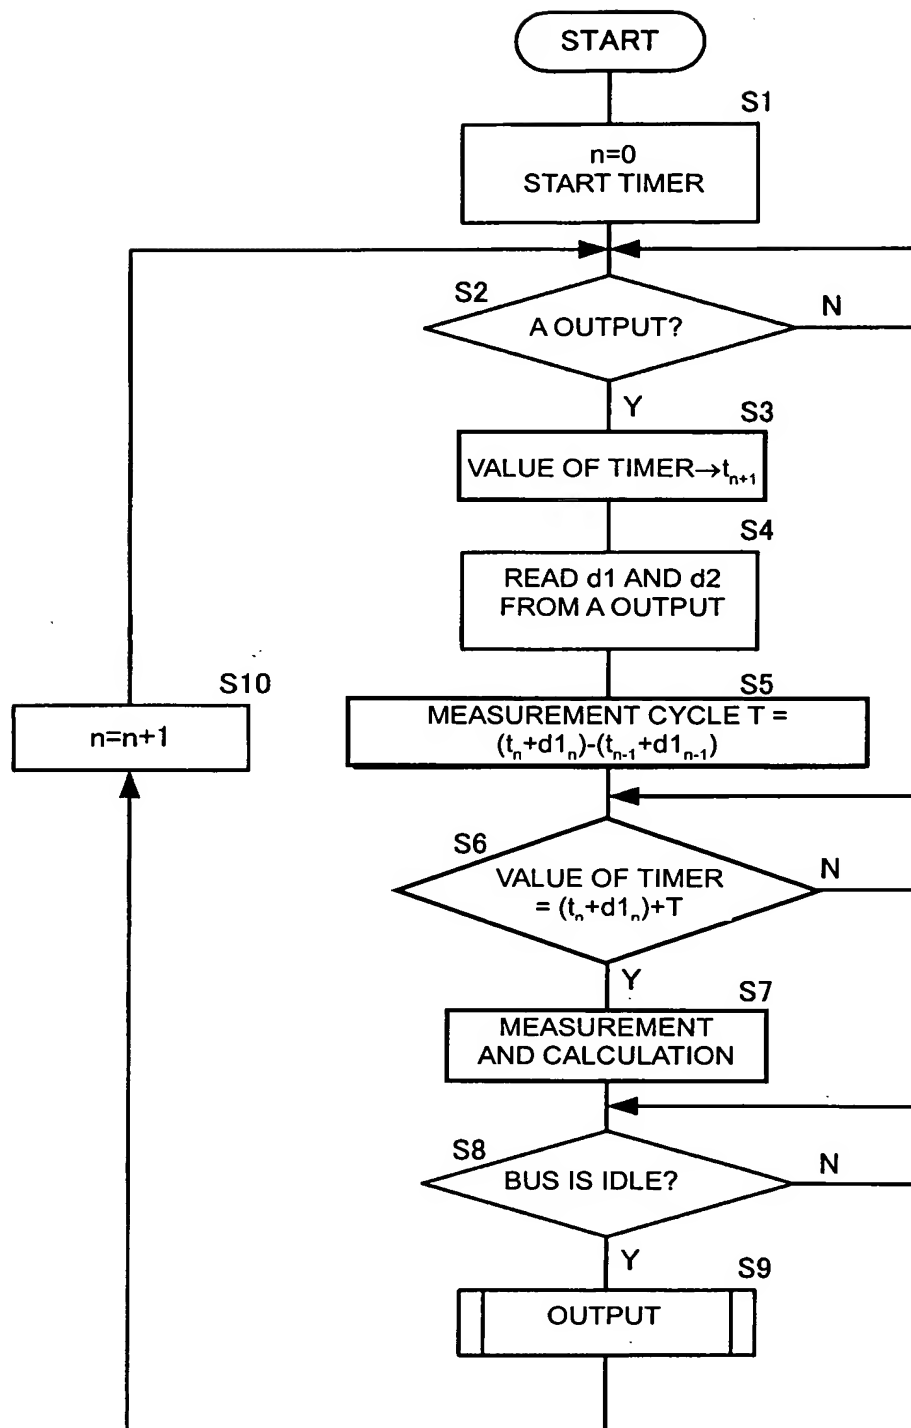 START
S1
n=0
START TIMER
S2
A OUTPUT?
N
Y
S3
VALUE OF TIMER→tₙ₊₁
S4
READ d1 AND d2
FROM A OUTPUT
S10
n=n+1
S5
MEASUREMENT CYCLE T =
(tₙ+d1ₙ)-(tₙ₋₁+d1ₙ₋₁)
S6
VALUE OF TIMER
= (tₙ+d1ₙ)+T
N
Y
S7
MEASUREMENT
AND CALCULATION
S8
BUS IS IDLE?
N
Y
S9
OUTPUT